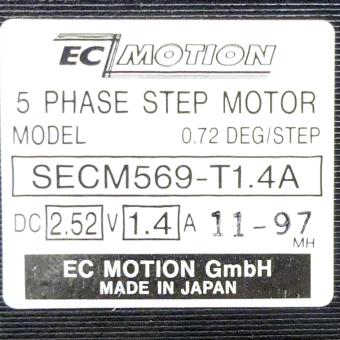 EC MOTION
5 PHASE STEP MOTOR
MODEL 0.72 DEG/STEP
SECM569-T1.4A
DC 2.52 V 1.4 A 11-97
MH
EC MOTION GmbH
MADE IN JAPAN